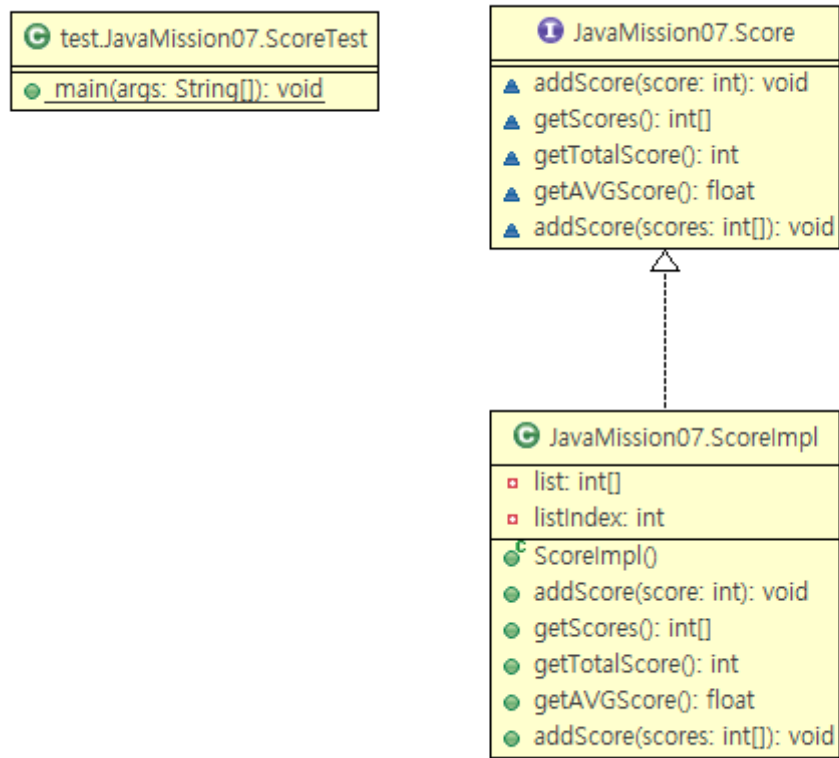 C test.JavaMission07.ScoreTest
main(args: String[]): void
I JavaMission07.Score
addScore(score: int): void
getScores(): int[]
getTotalScore(): int
getAVGScore(): float
addScore(scores: int[]): void
C JavaMission07.ScoreImpl
list: int[]
listIndex: int
C ScoreImpl()
addScore(score: int): void
getScores(): int[]
getTotalScore(): int
getAVGScore(): float
addScore(scores: int[]): void